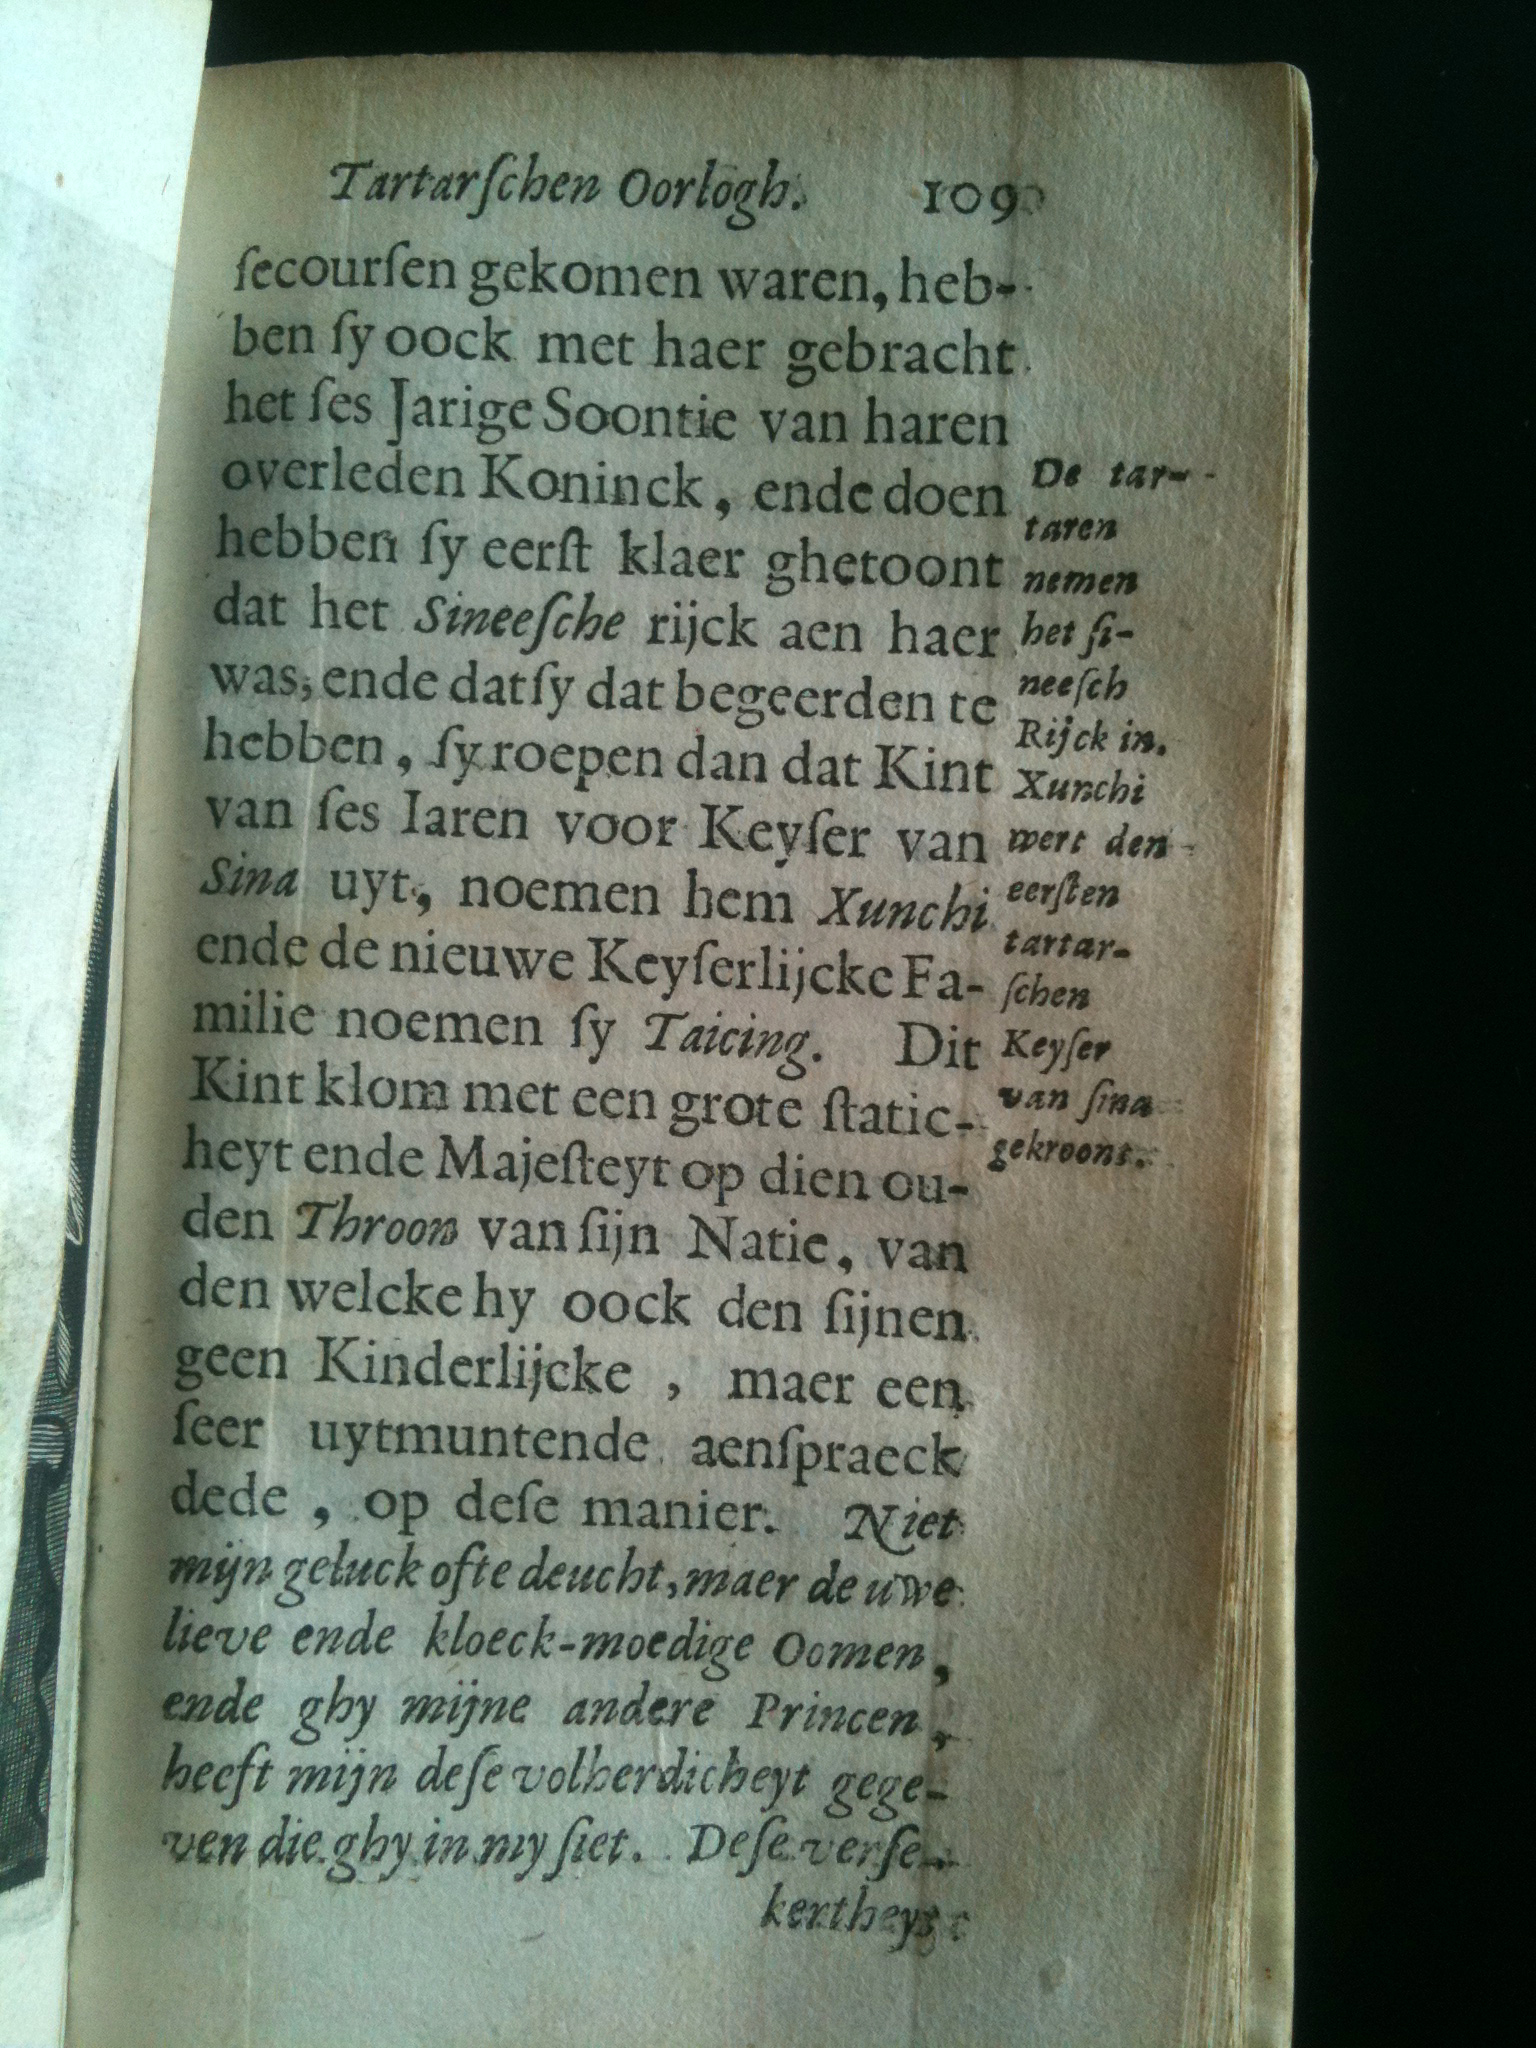 Tartarſchen Oorlogh. 109
ſecourſen gekomen waren, heb-
ben ſy oock met haer gebracht
het ſes Jarige Soontie van haren
overleden Koninck, ende doen
hebben ſy eerſt klaer ghetoont
dat het Sineeſche rijck aen haer
was, ende datſy dat begeerden te
hebben, ſy roepen dan dat Kint
van ſes Iaren voor Keyſer van
Sina uyt, noemen hem Xunchi
ende de nieuwe Keyſerlijcke Fa-
milie noemen ſy Taicing. Dit
Kint klom met een grote ſtatic-
heyt ende Majeſteyt op dien ou-
den Throon van ſijn Natie, van
den welcke hy oock den ſijnen
geen Kinderlijcke, maer een
ſeer uytmuntende aenſpraeck
dede, op deſe manier. Niet
mijn geluck ofte deucht, maer de uwe
lieve ende kloeck-moedige Oomen,
ende ghy mijne andere Princen,
heeft mijn deſe volherdicheyt gege-
ven die ghy in my ſiet. Deſe verſe-
kertheyt
De tar-
taren
nemen
het ſi-
neeſch
Rijck in.
Xunchi
wert den
eerſten
tartar-
ſchen
Keyſer
van ſina
gekroont.